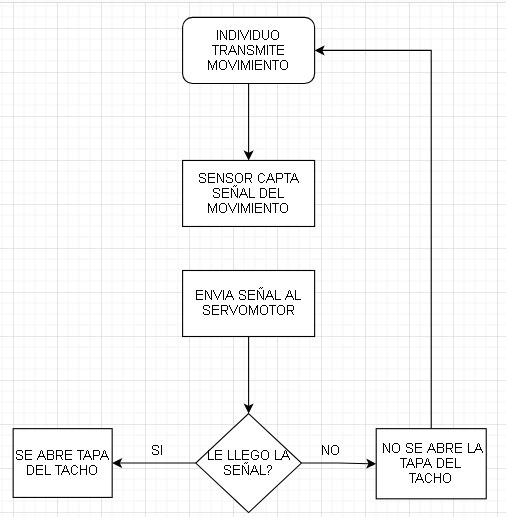 INDIVIDUO
TRANSMITE
MOVIMIENTO
SENSOR CAPTA
SEÑAL DEL
MOVIMIENTO
ENVIA SEÑAL AL
SERVOMOTOR
LE LLEGO LA
SEÑAL?
SI
NO
SE ABRE TAPA
DEL TACHO
NO SE ABRE LA
TAPA DEL
TACHO